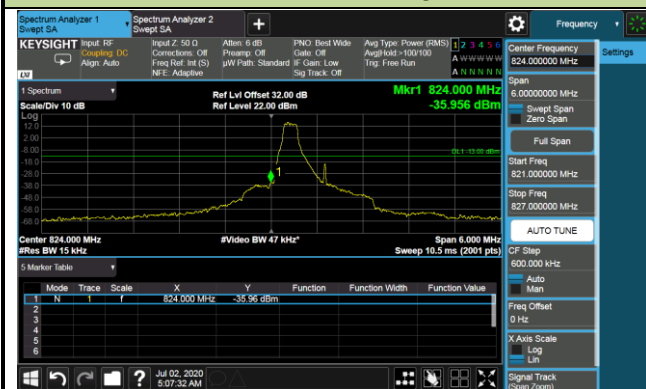 Spectrum Analyzer 1
Swept SA
Spectrum Analyzer 2
Swept SA
+
Frequency
KEYSIGHT
Input: RF
Coupling: DC
Align: Auto
Input Z: 50 Ω
Corrections: Off
Freq Ref: Int (S)
NFE: Adaptive
Atten: 6 dB
Preamp: Off
µW Path: Standard
PNO: Best Wide
Gate: Off
IF Gain: Low
Sig Track: Off
Avg Type: Power (RMS)
Avg|Hold:>100/100
Trig: Free Run
1 2 3 4 5 6
A W W W W W
A N N N N N
LXI
Center Frequency
824.000000 MHz
Settings
Span
6.00000000 MHz
Swept Span
Zero Span
Full Span
Start Freq
821.000000 MHz
Stop Freq
827.000000 MHz
AUTO TUNE
CF Step
600.000 kHz
Auto
Man
Freq Offset
0 Hz
X Axis Scale
Log
Lin
Signal Track
(Span Zoom)
1 Spectrum
Scale/Div 10 dB
Log
Ref Lvl Offset 32.00 dB
Ref Level 22.00 dBm
Mkr1 824.000 MHz
-35.956 dBm
12.0
2.00
-8.00
-18.0
-28.0
-38.0
-48.0
-58.0
-68.0
DL1 -13.00 dBm
1
Center 824.000 MHz
#Res BW 15 kHz
#Video BW 47 kHz*
Span 6.000 MHz
Sweep 10.5 ms (2001 pts)
5 Marker Table
Mode Trace Scale X Y Function Function Width Function Value
1 N 1 f 824.000 MHz -35.96 dBm
2
3
4
5
6
?
Jul 02, 2020
5:07:32 AM